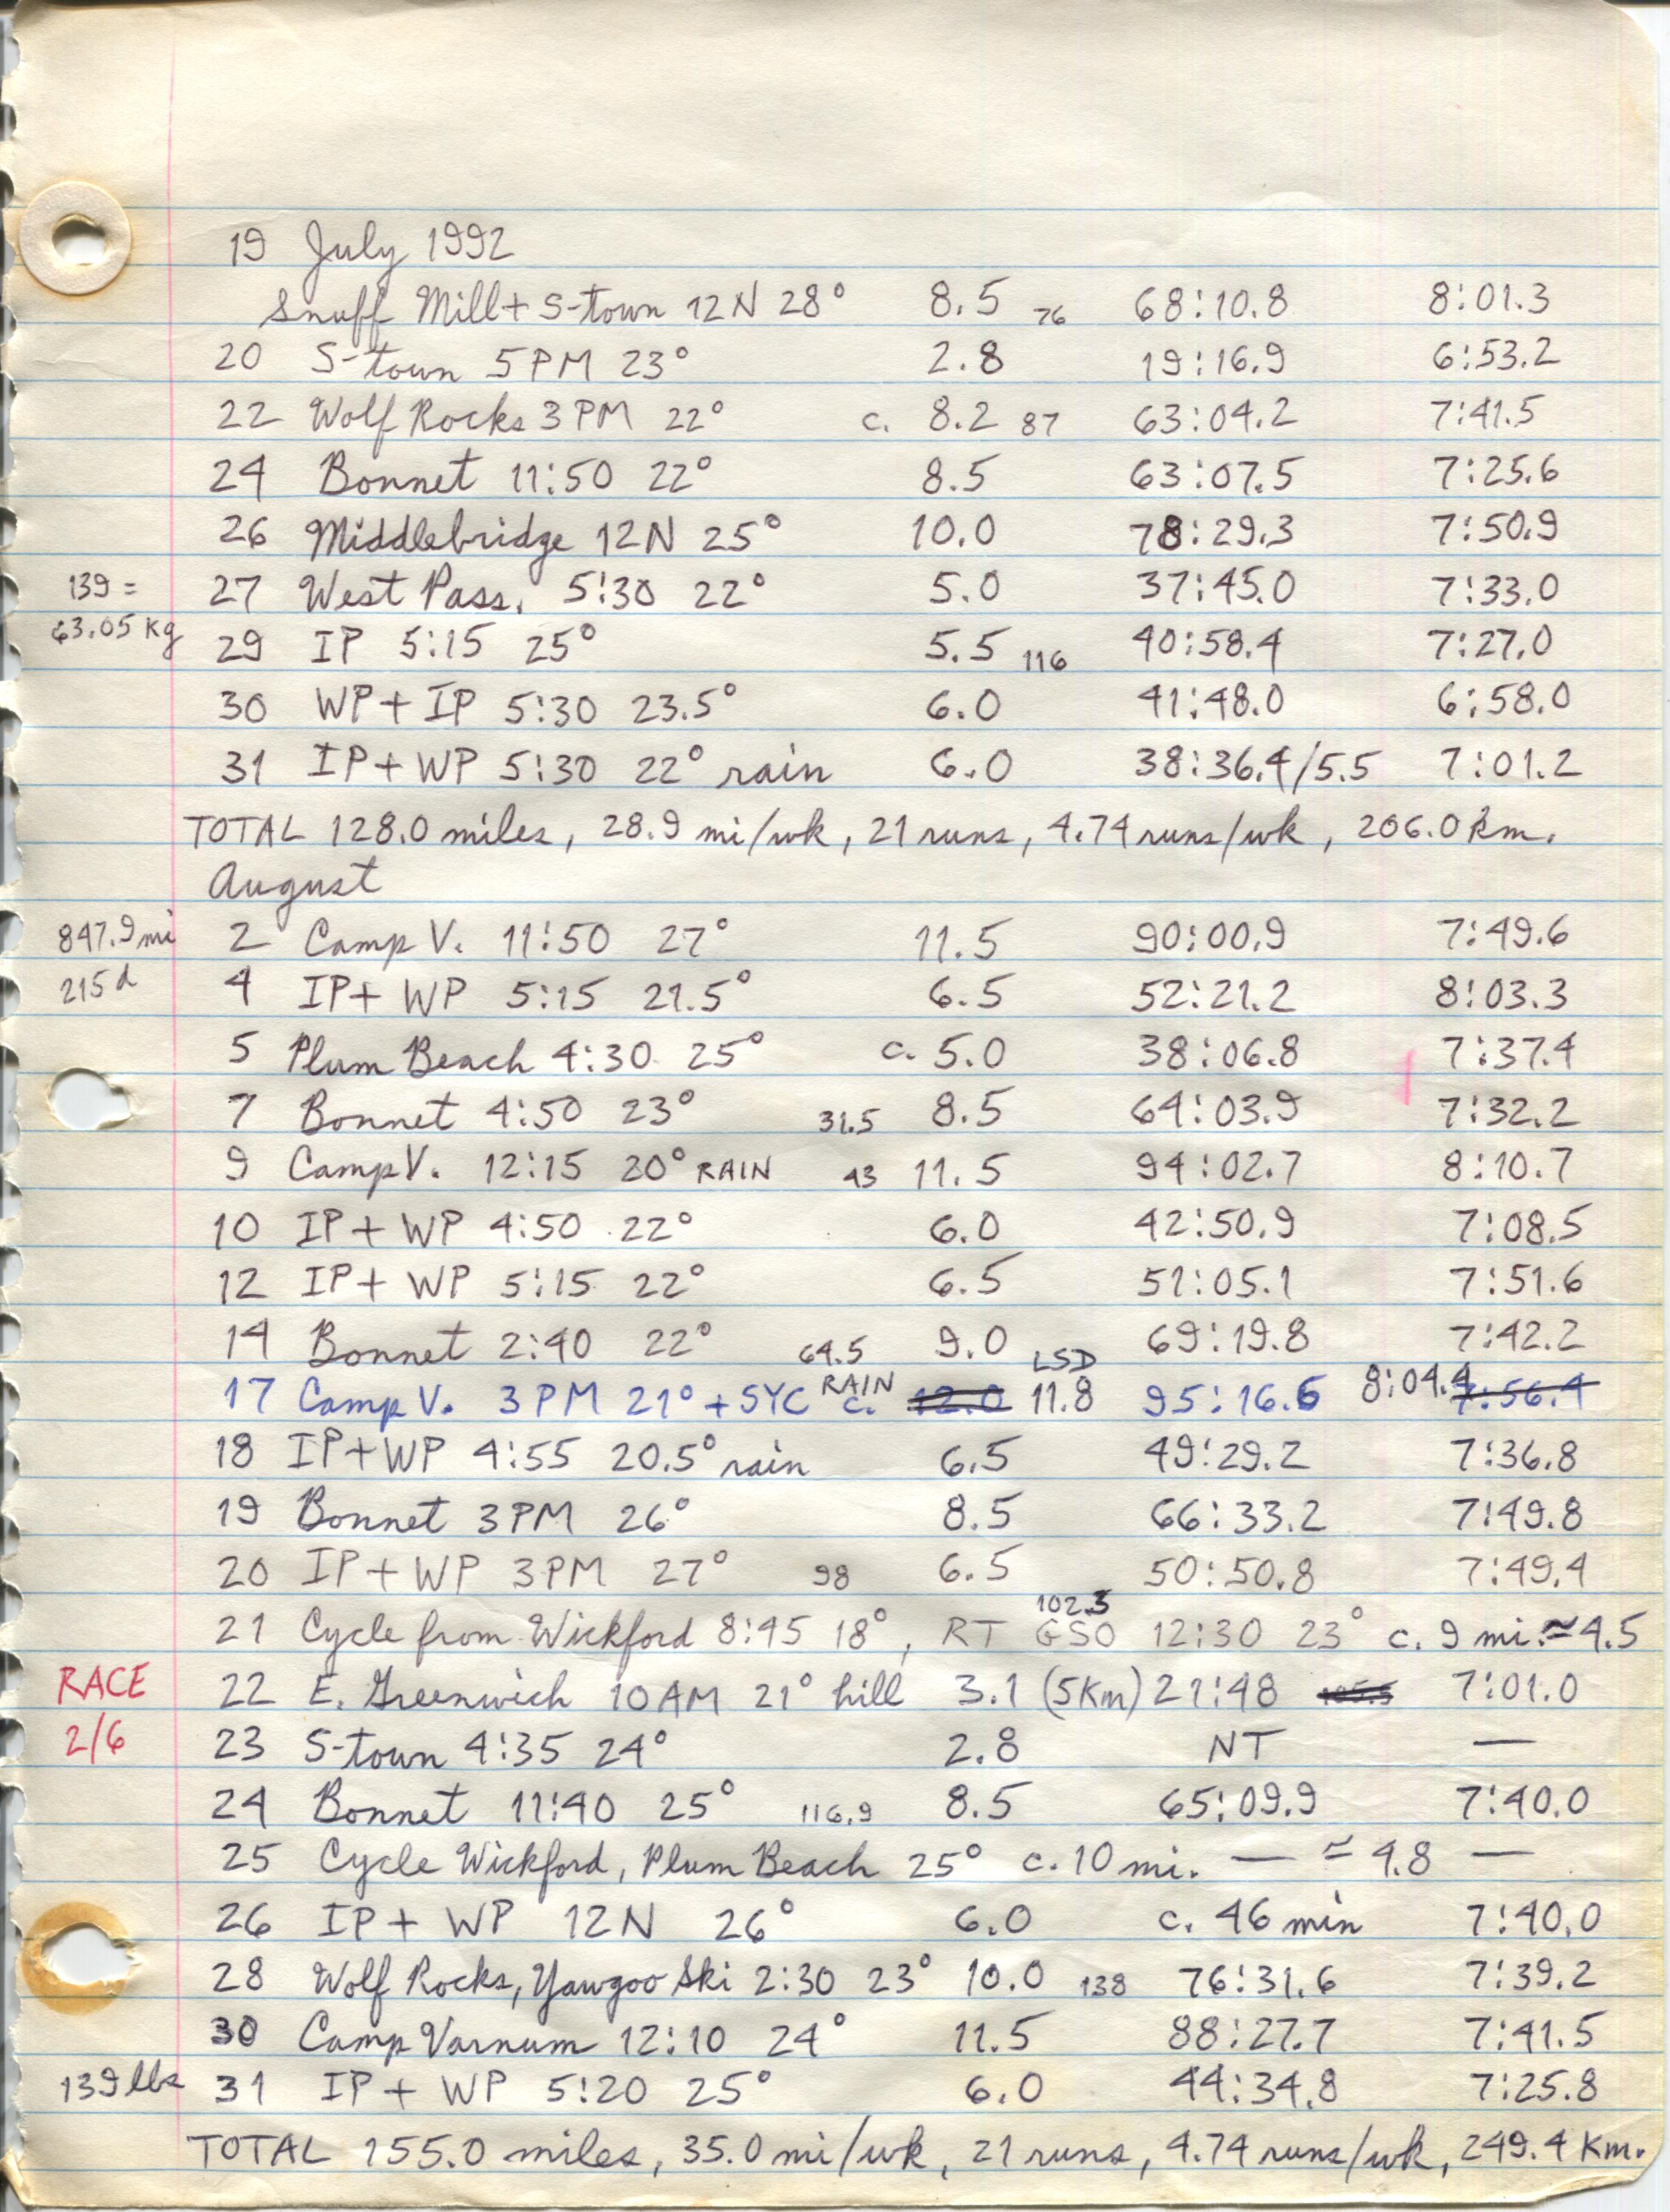 19 July 1992
Snuff Mill + S-town 12N 28° 8.5 76 68:10.8 8:01.3
20 S-town 5PM 23° 2.8 19:16.9 6:53.2
22 Wolf Rocks 3PM 22° c. 8.2 87 63:04.2 7:41.5
24 Bonnet 11:50 22° 8.5 63:07.5 7:25.6
26 Middlebridge 12N 25° 10.0 78:29.3 7:50.9
139 = 27 West Pass. 5:30 22° 5.0 37:45.0 7:33.0
63.05 kg 29 IP 5:15 25° 5.5 116 40:58.4 7:27.0
30 WP + IP 5:30 23.5° 6.0 41:48.0 6:58.0
31 IP + WP 5:30 22° rain 6.0 38:36.4/5.5 7:01.2
TOTAL 128.0 miles, 28.9 mi/wk, 21 runs, 4.74 runs/wk, 206.0 km.
August
847.9 mi 2 Camp V. 11:50 27° 11.5 90:00.9 7:49.6
215 d 4 IP + WP 5:15 21.5° 6.5 52:21.2 8:03.3
5 Plum Beach 4:30 25° c. 5.0 38:06.8 7:37.4
7 Bonnet 4:50 23° 31.5 8.5 64:03.9 7:32.2
9 Camp V. 12:15 20° RAIN 43 11.5 94:02.7 8:10.7
10 IP + WP 4:50 22° 6.0 42:50.9 7:08.5
12 IP + WP 5:15 22° 6.5 51:05.1 7:51.6
14 Bonnet 2:40 22° 64.5 9.0 69:19.8 7:42.2
17 Camp V. 3PM 21° + SYC RAIN c. 12.0 LSD 11.8 95:16.6 8:04.4 7:56.4
18 IP + WP 4:55 20.5° rain 6.5 49:29.2 7:36.8
19 Bonnet 3PM 26° 8.5 66:33.2 7:49.8
20 IP + WP 3PM 27° 98 6.5 50:50.8 7:49.4
21 Cycle from Wickford 8:45 18°, RT GSO 102.5 12:30 23° c. 9 mi. ≃ 4.5
RACE 22 E. Greenwich 10AM 21° hill 3.1 (5Km) 21:48 105.5 7:01.0
2/6 23 S-town 4:35 24° 2.8 NT —
24 Bonnet 11:40 25° 116.9 8.5 65:09.9 7:40.0
25 Cycle Wickford, Plum Beach 25° c. 10 mi. — ≃ 4.8 —
26 IP + WP 12N 26° 6.0 c. 46 min 7:40.0
28 Wolf Rocks, Yawgoo Ski 2:30 23° 10.0 138 76:31.6 7:39.2
30 Camp Varnum 12:10 24° 11.5 88:27.7 7:41.5
139 lbs 31 IP + WP 5:20 25° 6.0 44:34.8 7:25.8
TOTAL 155.0 miles, 35.0 mi/wk, 21 runs, 4.74 runs/wk, 249.4 Km.